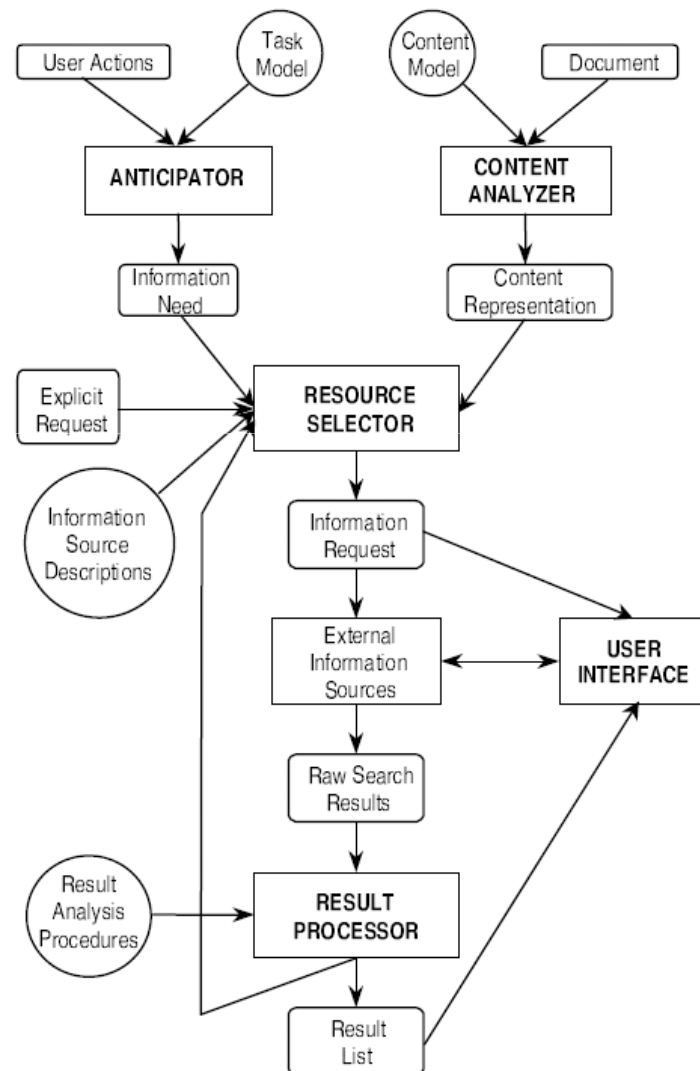 User Actions
Task
Model
Content
Model
Document
ANTICIPATOR
CONTENT
ANALYZER
Information
Need
Content
Representation
Explicit
Request
RESOURCE
SELECTOR
Information
Source
Descriptions
Information
Request
External
Information
Sources
USER
INTERFACE
Raw Search
Results
Result
Analysis
Procedures
RESULT
PROCESSOR
Result
List